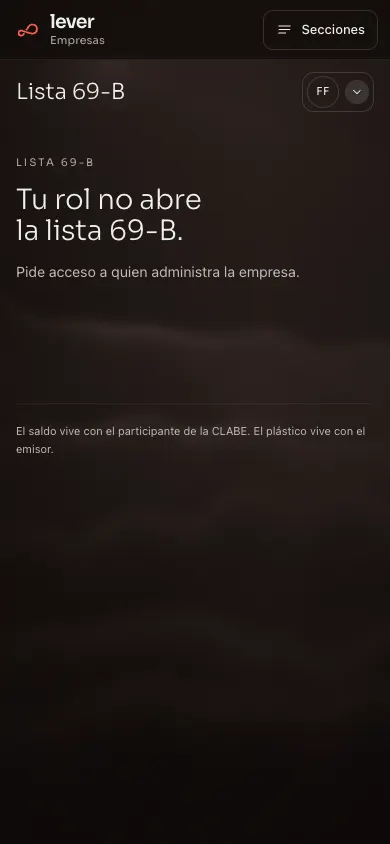 lever
Empresas
Secciones
Lista 69-B
FF
LISTA 69-B
Tu rol no abre
la lista 69-B.
Pide acceso a quien administra la empresa.
El saldo vive con el participante de la CLABE. El plástico vive con el
emisor.